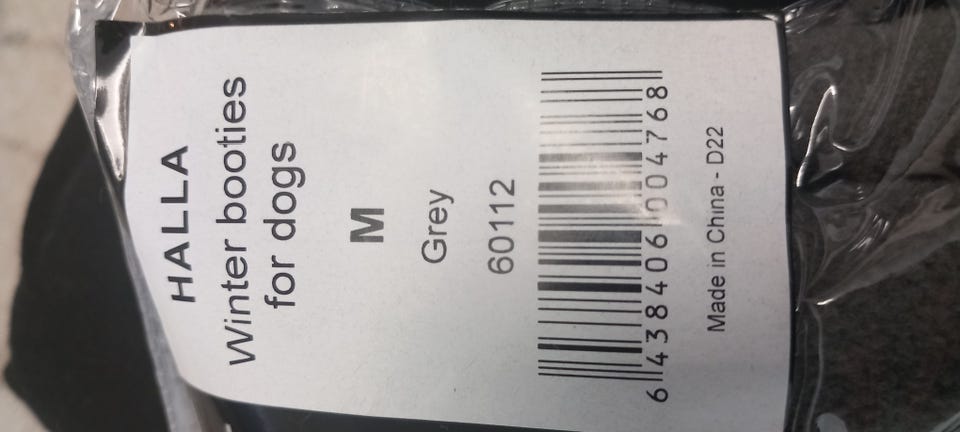 HALLA
Winter booties
for dogs
M
Grey
60112
6 438406 004768
Made in China - D22